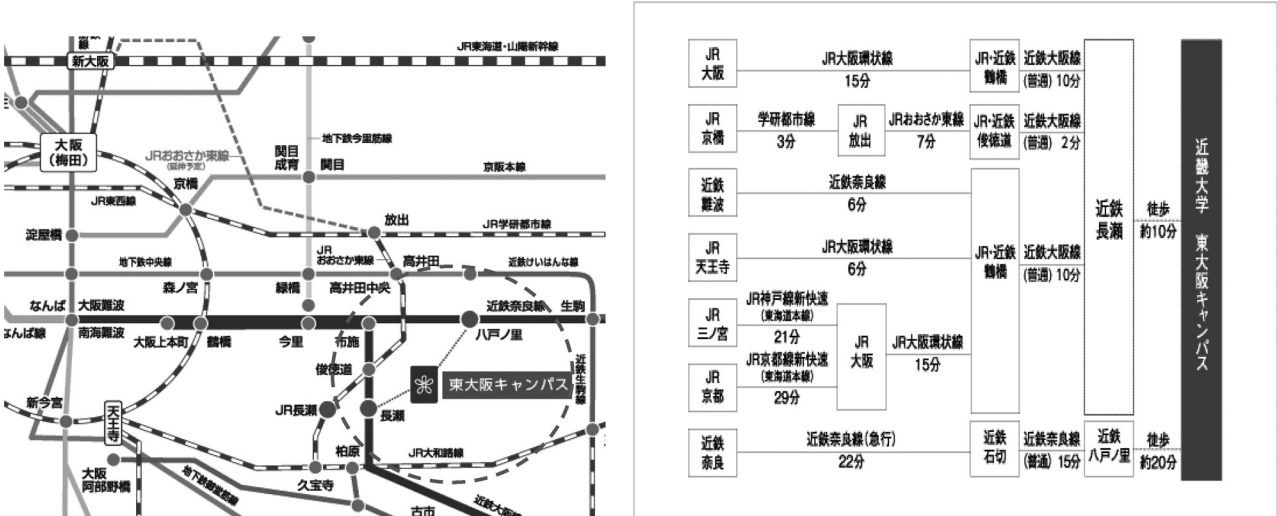 JR東海道・山陽新幹線
新大阪
大阪
(梅田)
地下鉄今里筋線
JRおおさか東線
(延伸予定)
関目
成育
関目
京阪本線
京橋
JR東西線
放出
JR学研都市線
淀屋橋
JR
おおさか東線
高井田
地下鉄中央線
近鉄けいはんな線
森ノ宮
緑橋
高井田中央
なんば
大阪難波
近鉄奈良線
生駒
なんば線
南海難波
大阪上本町
鶴橋
今里
布施
八戸ノ里
俊徳道
東大阪キャンパス
近鉄生駒線
新今宮
天王寺
JR長瀬
長瀬
柏原
JR大和路線
大阪
阿部野橋
地下鉄御堂筋線
久宝寺
古市
近鉄大阪線
JR
大阪
JR大阪環状線
15分
JR・近鉄
鶴橋
近鉄大阪線
(普通) 10分
JR
京橋
学研都市線
3分
JR
放出
JRおおさか東線
7分
JR・近鉄
俊徳道
近鉄大阪線
(普通) 2分
近鉄
難波
近鉄奈良線
6分
JR
天王寺
JR大阪環状線
6分
JR・近鉄
鶴橋
近鉄大阪線
(普通) 10分
JR
三ノ宮
JR神戸線新快速
(東海道本線)
21分
JR
京都
JR京都線新快速
(東海道本線)
29分
JR
大阪
JR大阪環状線
15分
近鉄
長瀬
徒歩
約10分
近鉄
奈良
近鉄奈良線(急行)
22分
近鉄
石切
近鉄奈良線
(普通) 15分
近鉄
八戸ノ里
徒歩
約20分
近畿大学 東大阪キャンパス